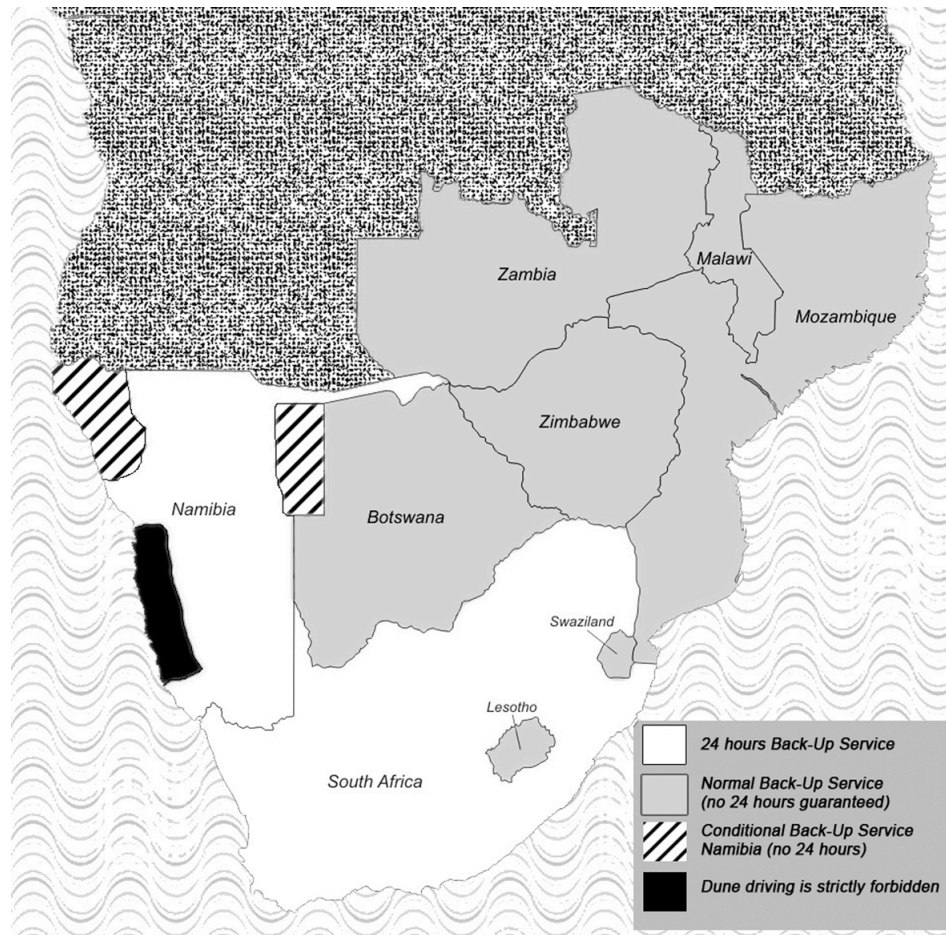 Zambia
Malawi
Mozambique
Zimbabwe
Namibia
Botswana
Swaziland
Lesotho
South Africa
24 hours Back-Up Service
Normal Back-Up Service
(no 24 hours guaranteed)
Conditional Back-Up Service
Namibia (no 24 hours)
Dune driving is strictly forbidden